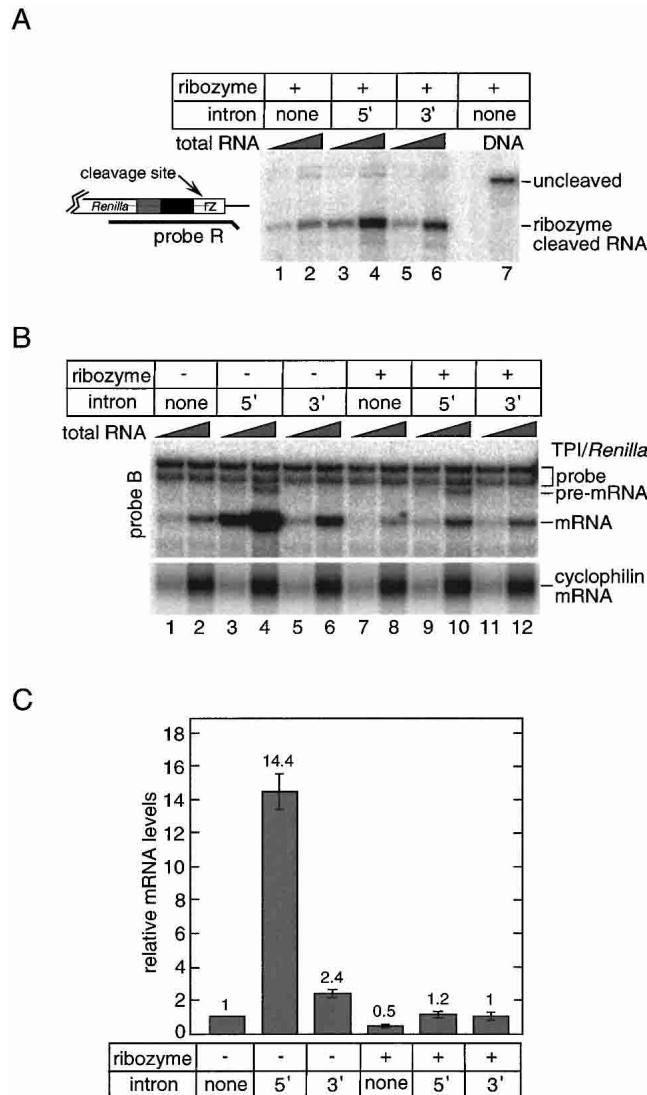 A
ribozyme + + + +
intron none 5' 3' none
total RNA DNA
cleavage site
uncleaved
Renilla rz
probe R
ribozyme
cleaved RNA
1 2 3 4 5 6 7
B
ribozyme - - - + + +
intron none 5' 3' none 5' 3'
total RNA TPI/Renilla
probe B
probe
pre-mRNA
mRNA
cyclophilin
mRNA
1 2 3 4 5 6 7 8 9 10 11 12
C
relative mRNA levels
18
16
14
12
10
8
6
4
2
0
1 14.4 2.4 0.5 1.2 1
ribozyme - - - + + +
intron none 5' 3' none 5' 3'